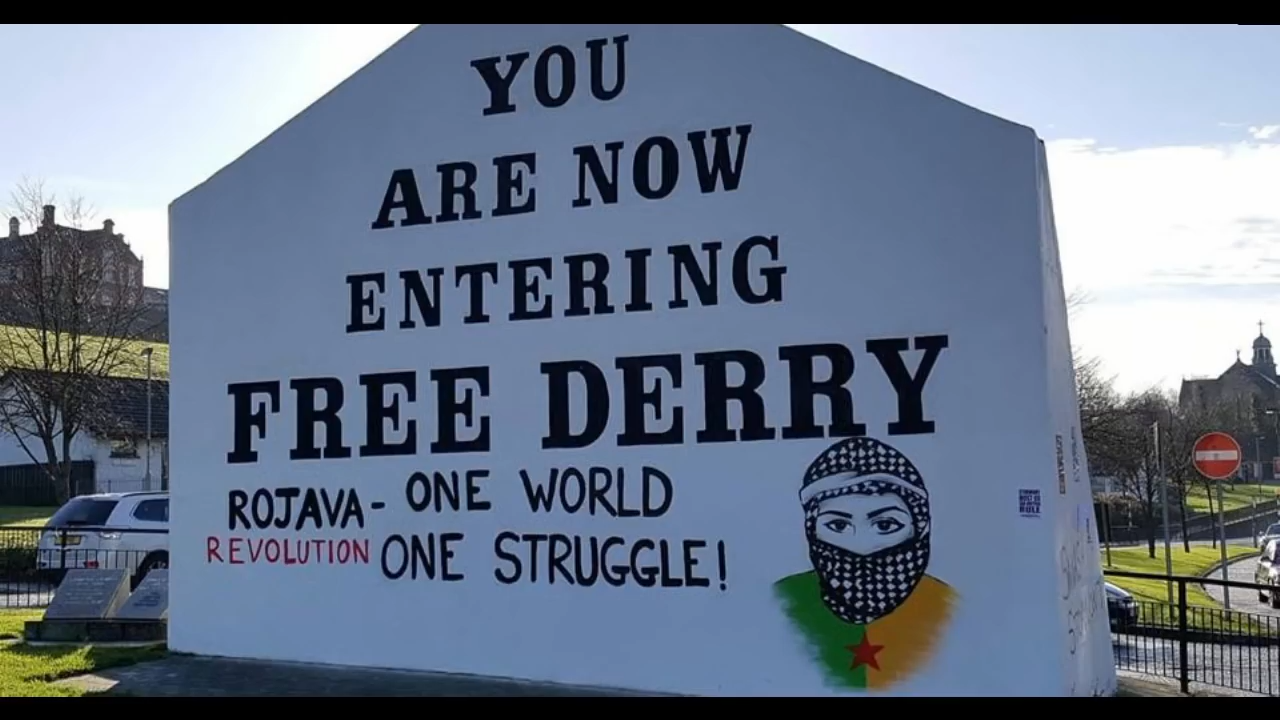 YOU
ARE NOW
ENTERING
FREE DERRY
ROJAVA - ONE WORLD
REVOLUTION ONE STRUGGLE!